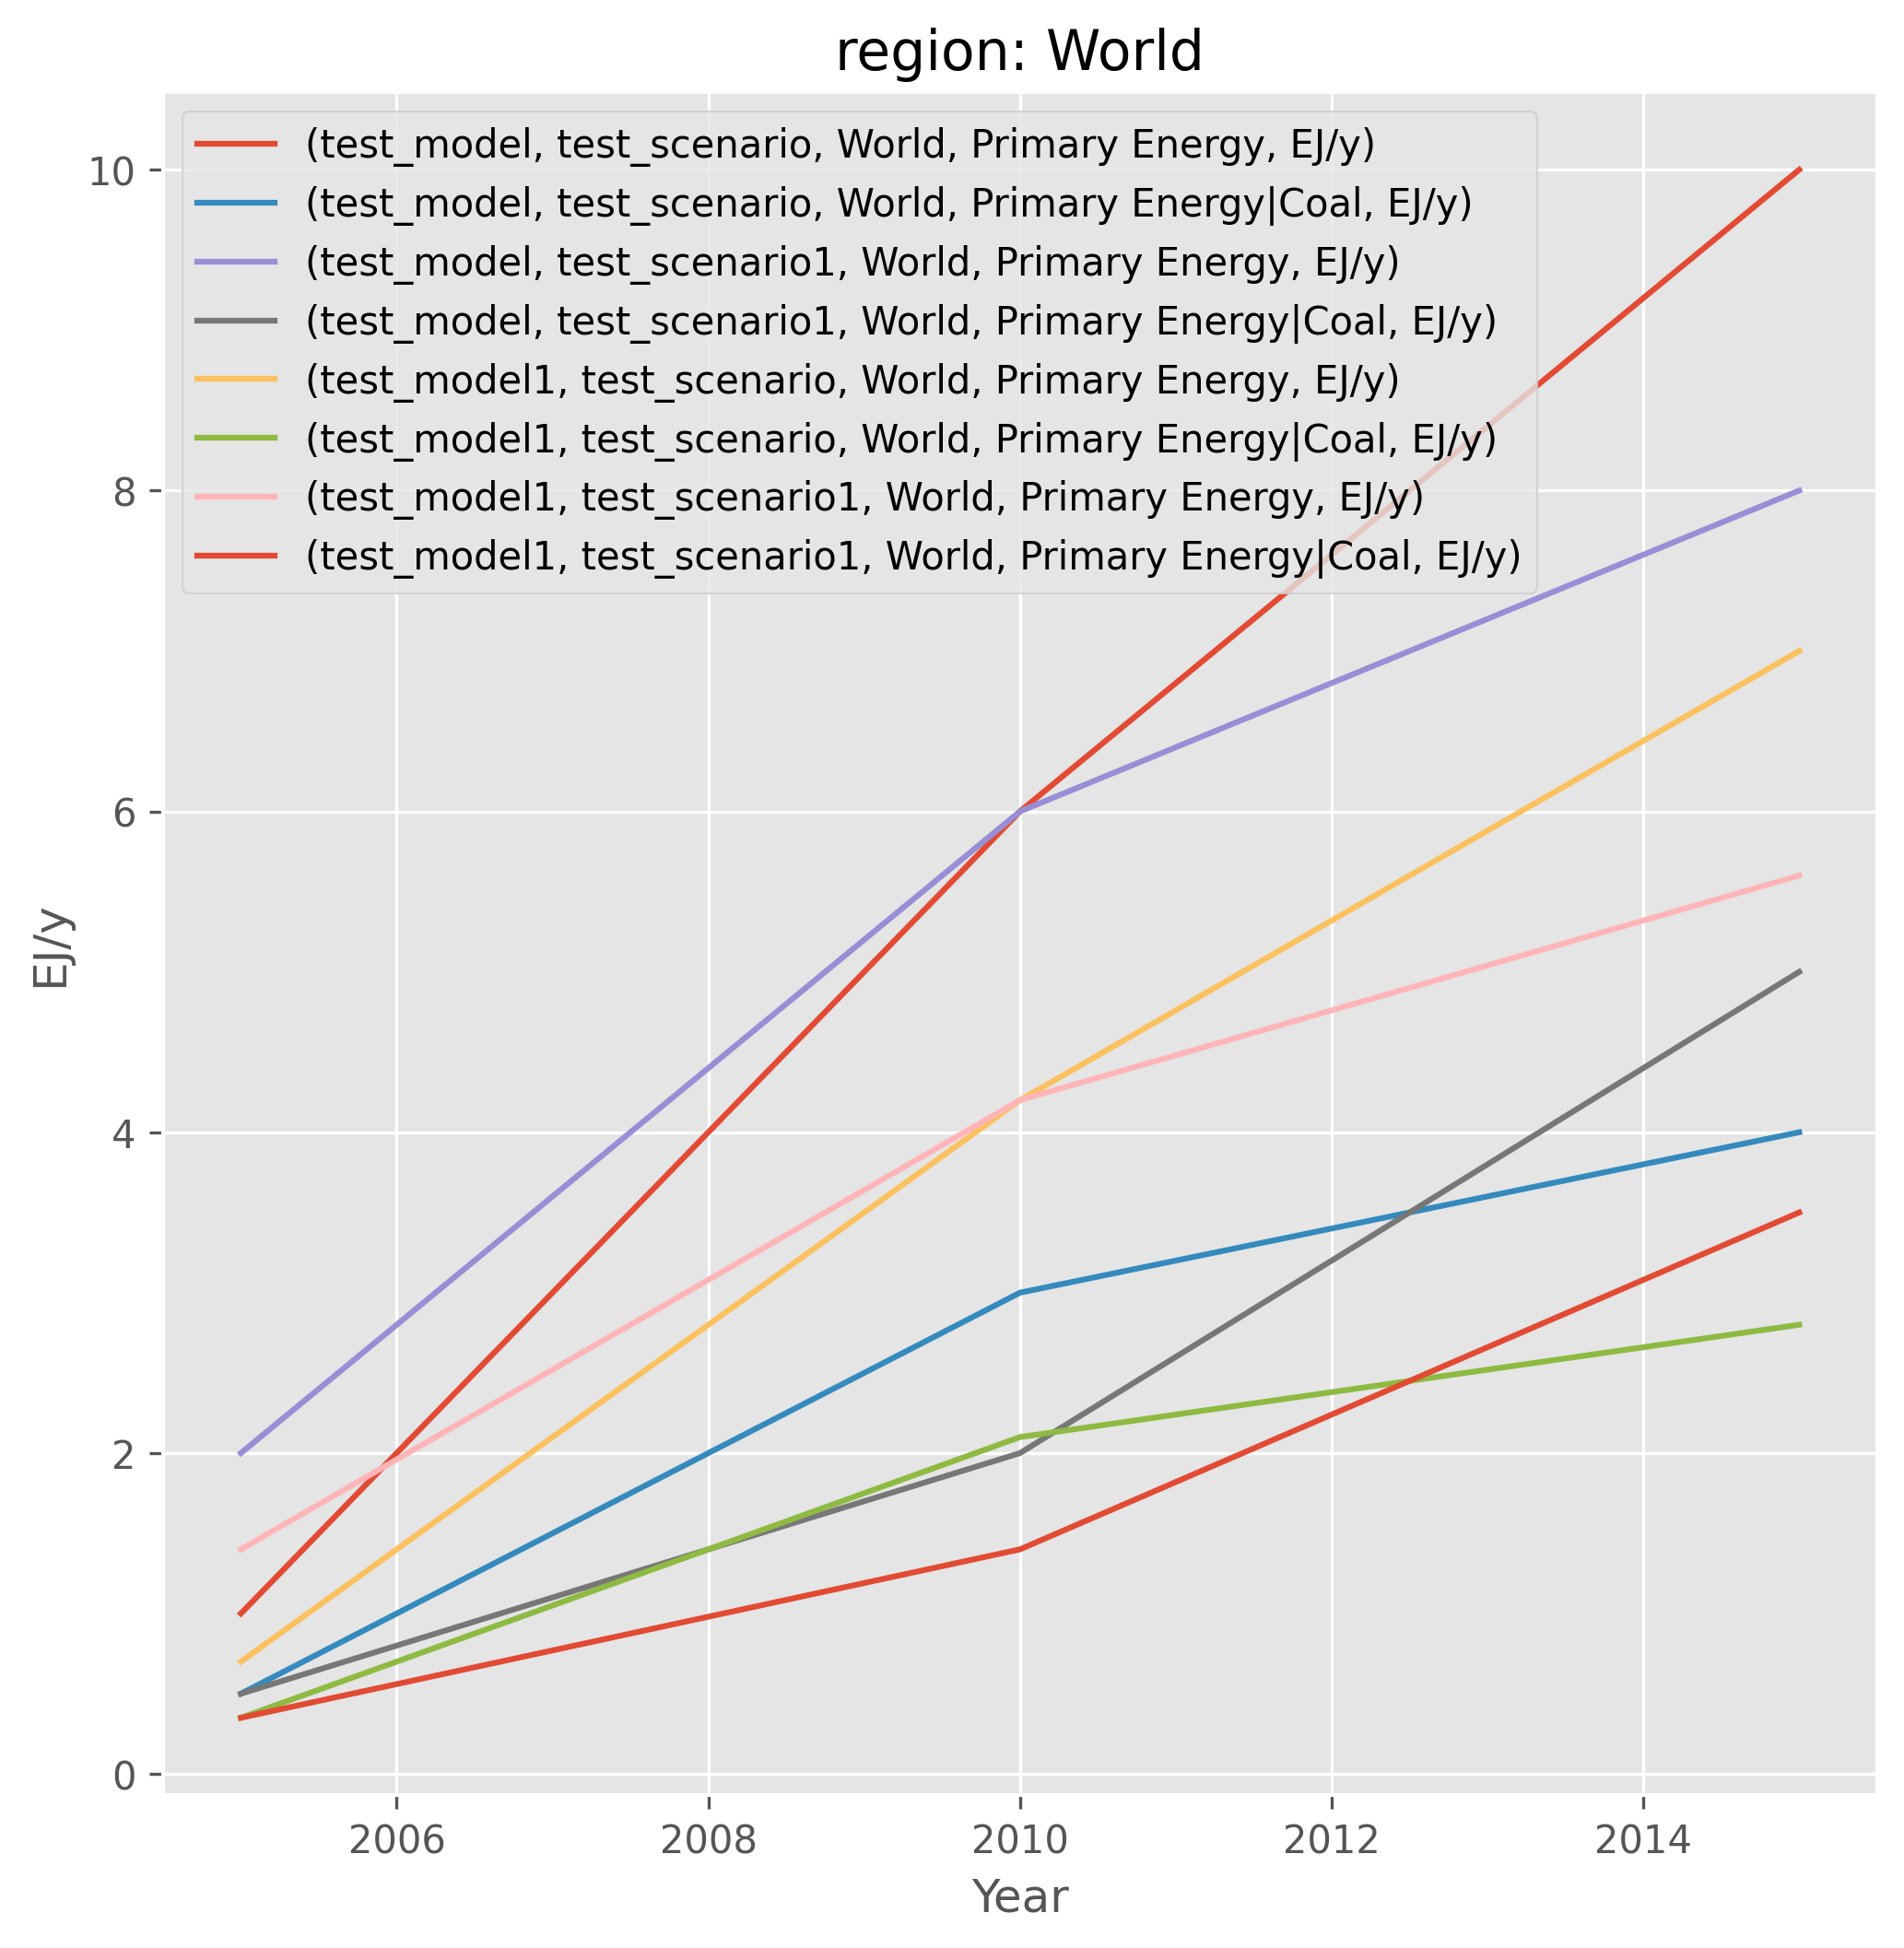 region: World
(test_model, test_scenario, World, Primary Energy, EJ/y)
(test_model, test_scenario, World, Primary Energy|Coal, EJ/y)
(test_model, test_scenario1, World, Primary Energy, EJ/y)
(test_model, test_scenario1, World, Primary Energy|Coal, EJ/y)
(test_model1, test_scenario, World, Primary Energy, EJ/y)
(test_model1, test_scenario, World, Primary Energy|Coal, EJ/y)
(test_model1, test_scenario1, World, Primary Energy, EJ/y)
(test_model1, test_scenario1, World, Primary Energy|Coal, EJ/y)
10
8
6
4
2
0
EJ/y
2006 2008 2010 2012 2014
Year